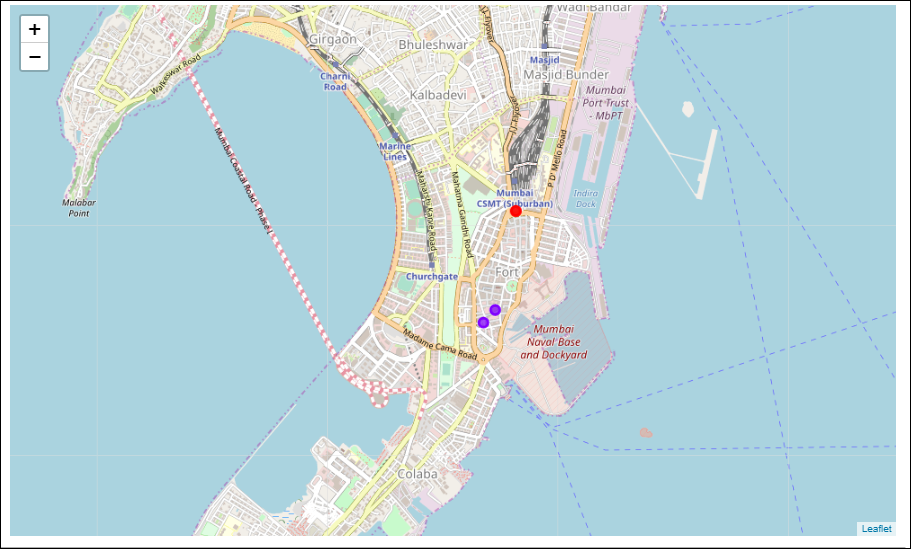 +
−
Wadi Bandar
Girgaon
Bhuleshwar
J.J. Flyover
Masjid
Walkeshwar Road
Charni
Road
Masjid Bunder
Kalbadevi
Mumbai
Port Trust
- MbPT
Mumbai Coastal Road - Phase I
Marine
Lines
P D' Mello Road
Maharshi Karve Road
Mahatma Gandhi Road
Malabar
Point
Mumbai
CSMT (Suburban)
Indira
Dock
Fort
Churchgate
Madame Cama Road
Mumbai
Naval Base
and Dockyard
Colaba
Leaflet